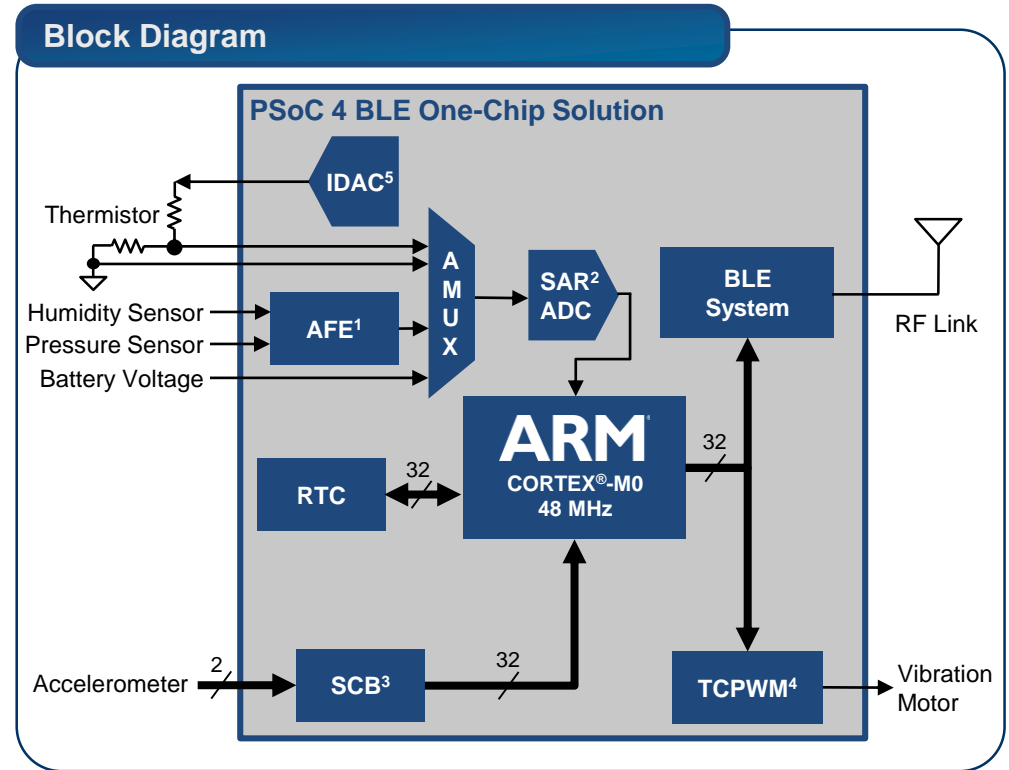 Block Diagram
PSoC 4 BLE One-Chip Solution
IDAC⁵
Thermistor
A
M
U
X
SAR²
ADC
BLE
System
RF Link
Humidity Sensor
Pressure Sensor
AFE¹
Battery Voltage
ARM®
CORTEX®-M0
48 MHz
32
32
RTC
Accelerometer
2
SCB³
32
TCPWM⁴
Vibration
Motor